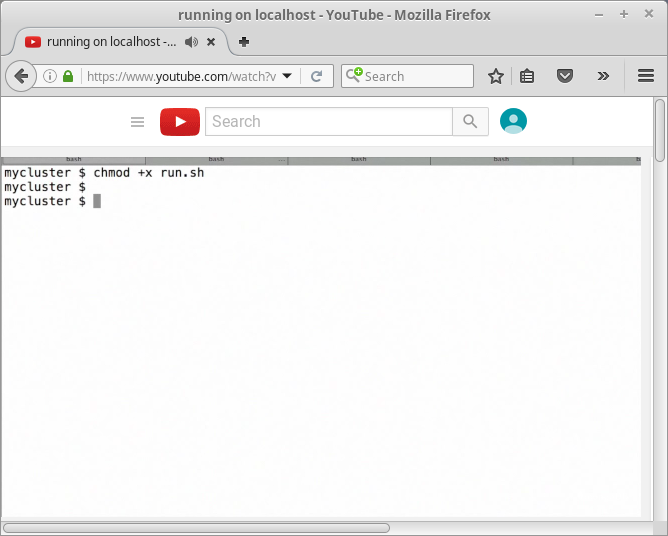 running on localhost - YouTube - Mozilla Firefox
running on localhost -...
https://www.youtube.com/watch?v
Search
Search
bash bash ... bash bash
mycluster $ chmod +x run.sh
mycluster $
mycluster $